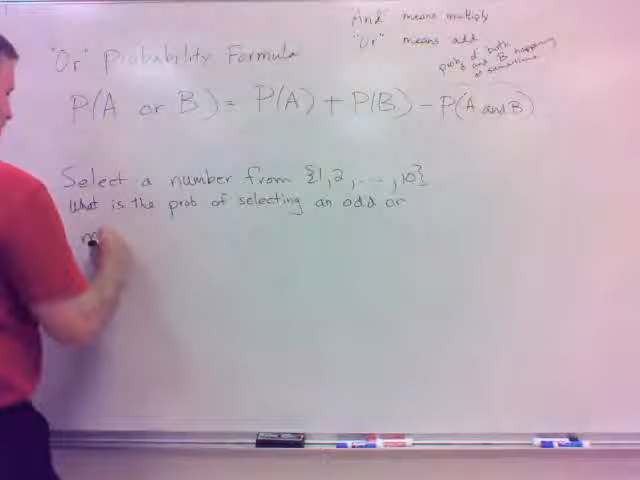 "And" means multiply
"Or" means add
"Or" Probability Formula
prob of both
A and B happening
at same time
P(A or B) = P(A) + P(B) - P(A and B)
Select a number from {1, 2, ..., 10}
What is the prob of selecting an odd or
m